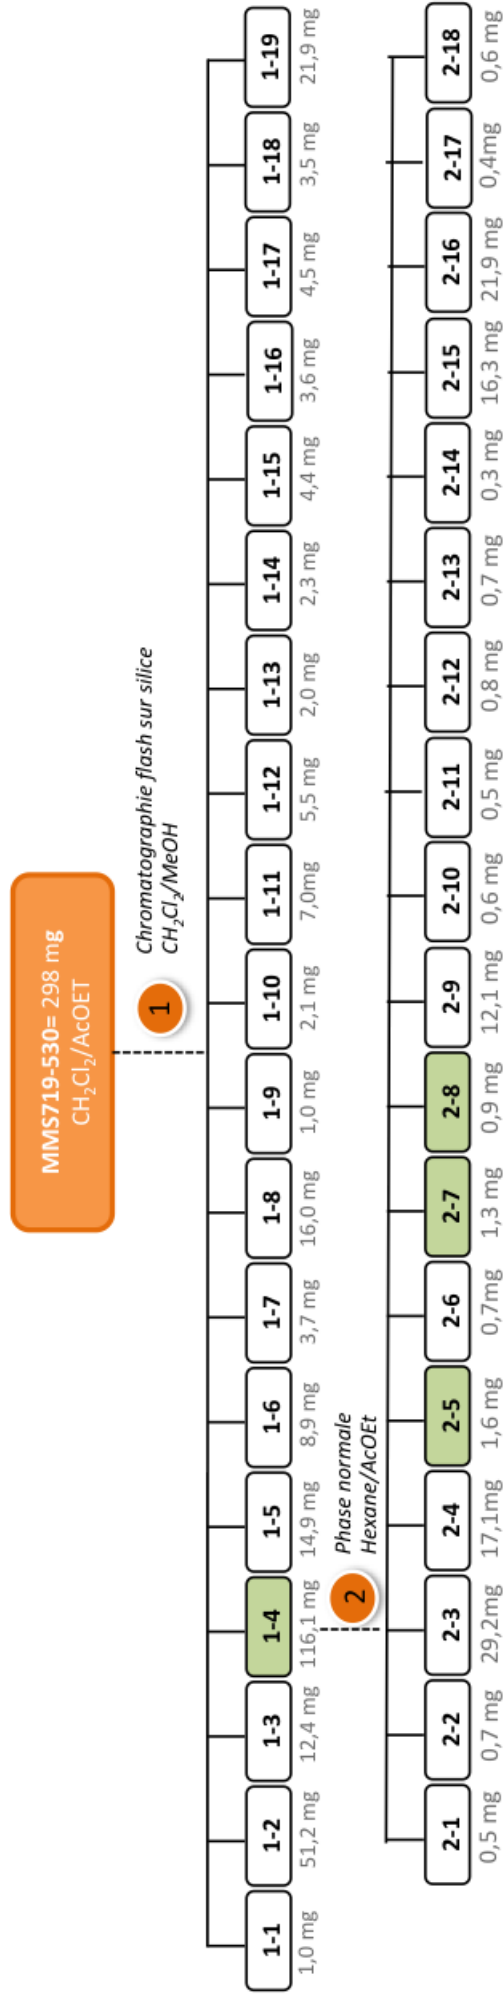 MMS719-530= 298 mg
CH₂Cl₂/AcOET
1
Chromatographie flash sur silice
CH₂Cl₂/MeOH
1-1 1-2 1-3 1-4 1-5 1-6 1-7 1-8 1-9 1-10 1-11 1-12 1-13 1-14 1-15 1-16 1-17 1-18 1-19
1,0 mg 51,2 mg 12,4 mg 116,1 mg 14,9 mg 8,9 mg 3,7 mg 16,0 mg 1,0 mg 2,1 mg 7,0mg 5,5 mg 2,0 mg 2,3 mg 4,4 mg 3,6 mg 4,5 mg 3,5 mg 21,9 mg
2
Phase normale
Hexane/AcOEt
2-1 2-2 2-3 2-4 2-5 2-6 2-7 2-8 2-9 2-10 2-11 2-12 2-13 2-14 2-15 2-16 2-17 2-18
0,5 mg 0,7 mg 29,2mg 17,1mg 1,6 mg 0,7mg 1,3 mg 0,9 mg 12,1 mg 0,6 mg 0,5 mg 0,8 mg 0,7 mg 0,3 mg 16,3 mg 21,9 mg 0,4mg 0,6 mg